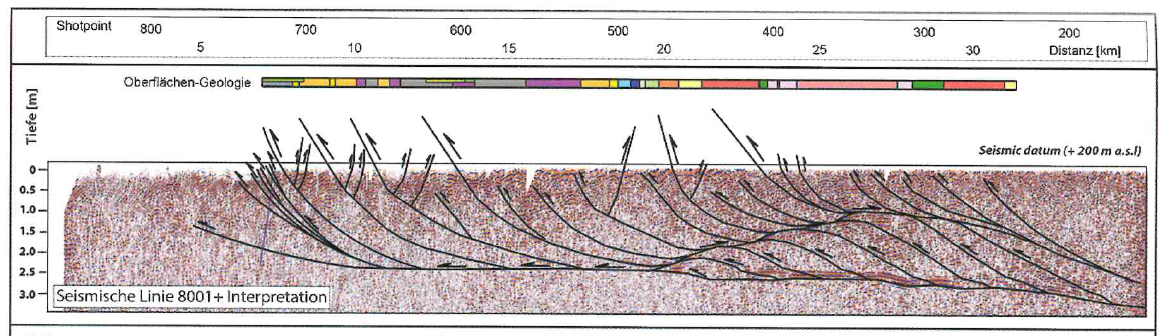 Shotpoint 800 700 600 500 400 300 200
5 10 15 20 25 30 Distanz [km]
Oberflächen-Geologie
Tiefe [m]
Seismic datum (+ 200 m a.s.l)
0
0.5
1.0
1.5
2.0
2.5
3.0
Seismische Linie 8001+ Interpretation